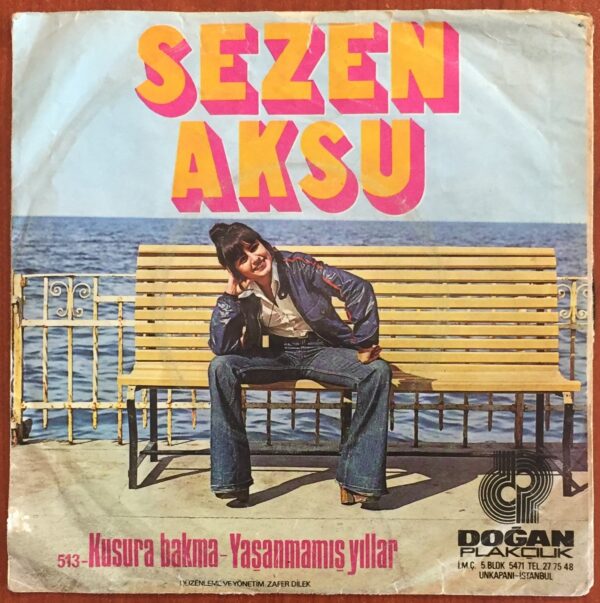 SEZEN
AKSU
513-Kusura bakma-Yaşanmamış yıllar
DÜZENLEME VE YÖNETİM: ZAFER DİLEK
DOĞAN
PLAKÇILIK
İ.M.Ç. 5.BLOK 5471 TEL. 27 75 48
UNKAPANI-İSTANBUL